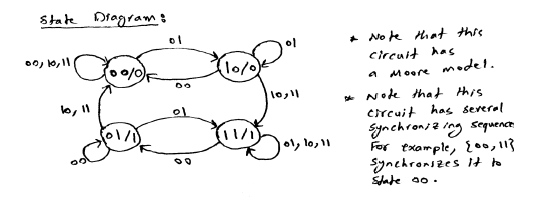 State Diagram:
01
01
00,10,11
00/0
10/0
00
10,11
10,11
01
01/1
11/1
00
00
01,10,11
* Note that this
circuit has
a Moore model.
* Note that this
circuit has several
synchronizing sequence
For example, {00,11}
synchronizes it to
state 00.